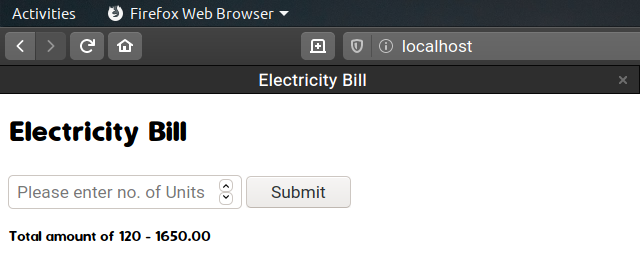 Activities Firefox Web Browser
localhost
Electricity Bill
Electricity Bill
Please enter no. of Units Submit
Total amount of 120 - 1650.00